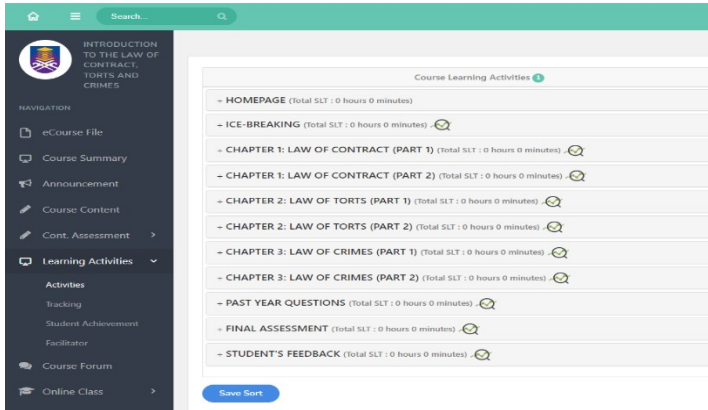 Search...
INTRODUCTION
TO THE LAW OF
CONTRACT,
TORTS AND
CRIMES
NAVIGATION
eCourse File
Course Summary
Announcement
Course Content
Cont. Assessment >
Learning Activities
Activities
Tracking
Student Achievement
Facilitator
Course Forum
Online Class >
Course Learning Activities 1
+ HOMEPAGE (Total SLT : 0 hours 0 minutes)
+ ICE-BREAKING (Total SLT : 0 hours 0 minutes)
+ CHAPTER 1: LAW OF CONTRACT (PART 1) (Total SLT : 0 hours 0 minutes)
+ CHAPTER 1: LAW OF CONTRACT (PART 2) (Total SLT : 0 hours 0 minutes)
+ CHAPTER 2: LAW OF TORTS (PART 1) (Total SLT : 0 hours 0 minutes)
+ CHAPTER 2: LAW OF TORTS (PART 2) (Total SLT : 0 hours 0 minutes)
+ CHAPTER 3: LAW OF CRIMES (PART 1) (Total SLT : 0 hours 0 minutes)
+ CHAPTER 3: LAW OF CRIMES (PART 2) (Total SLT : 0 hours 0 minutes)
+ PAST YEAR QUESTIONS (Total SLT : 0 hours 0 minutes)
+ FINAL ASSESSMENT (Total SLT : 0 hours 0 minutes)
+ STUDENT'S FEEDBACK (Total SLT : 0 hours 0 minutes)
Save Sort